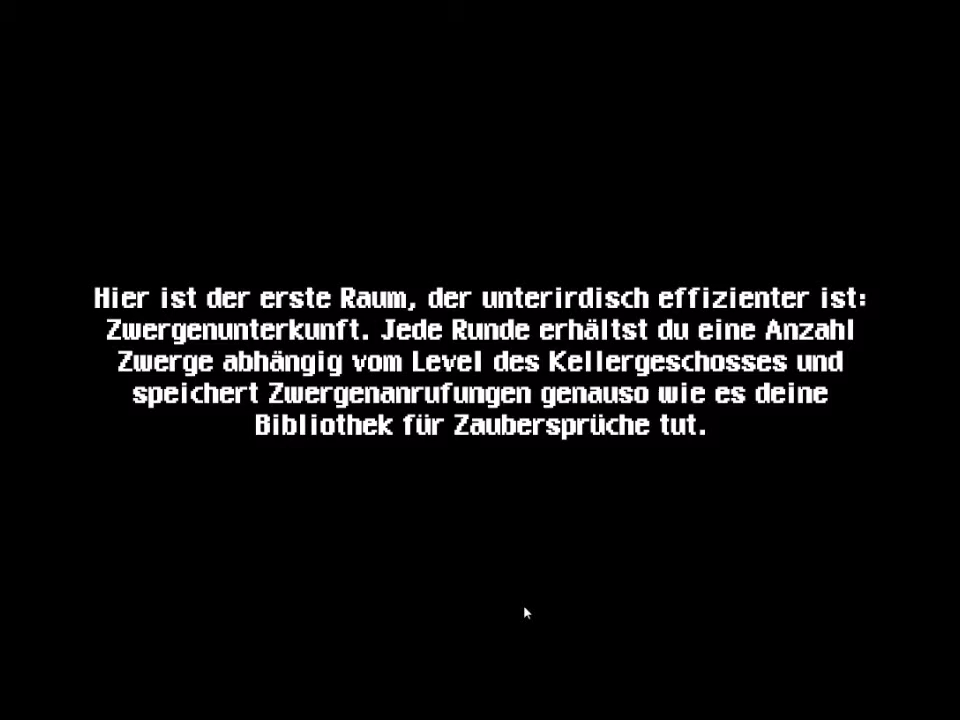 Hier ist der erste Raum, der unterirdisch effizienter ist:
Zwergenunterkunft. Jede Runde erhältst du eine Anzahl
Zwerge abhängig vom Level des Kellergeschosses und
speichert Zwergenanrufungen genauso wie es deine
Bibliothek für Zaubersprüche tut.